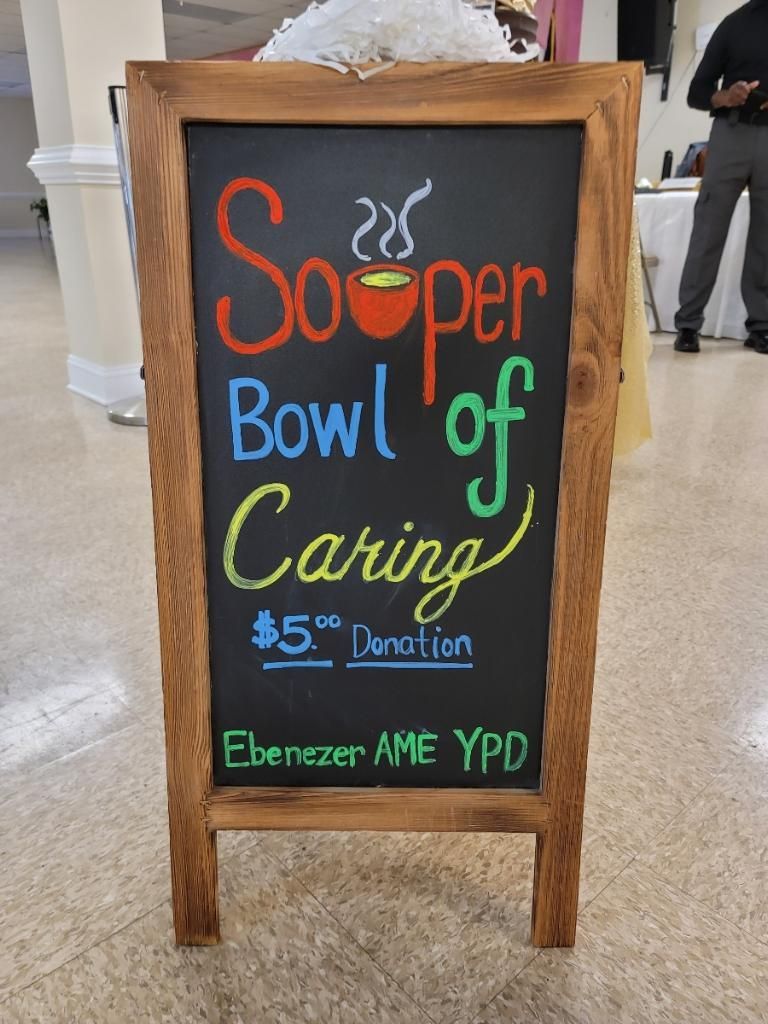 Souper
Bowl of
Caring
$5.00 Donation
Ebenezer AME YPD